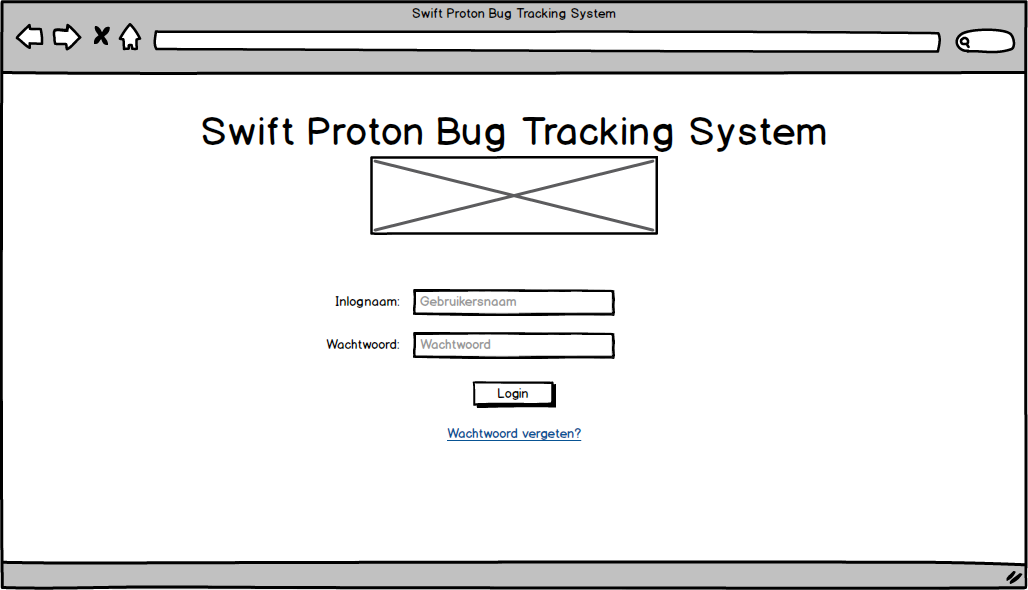 Swift Proton Bug Tracking System
Swift Proton Bug Tracking System
Inlognaam: Gebruikersnaam
Wachtwoord: Wachtwoord
Login
Wachtwoord vergeten?